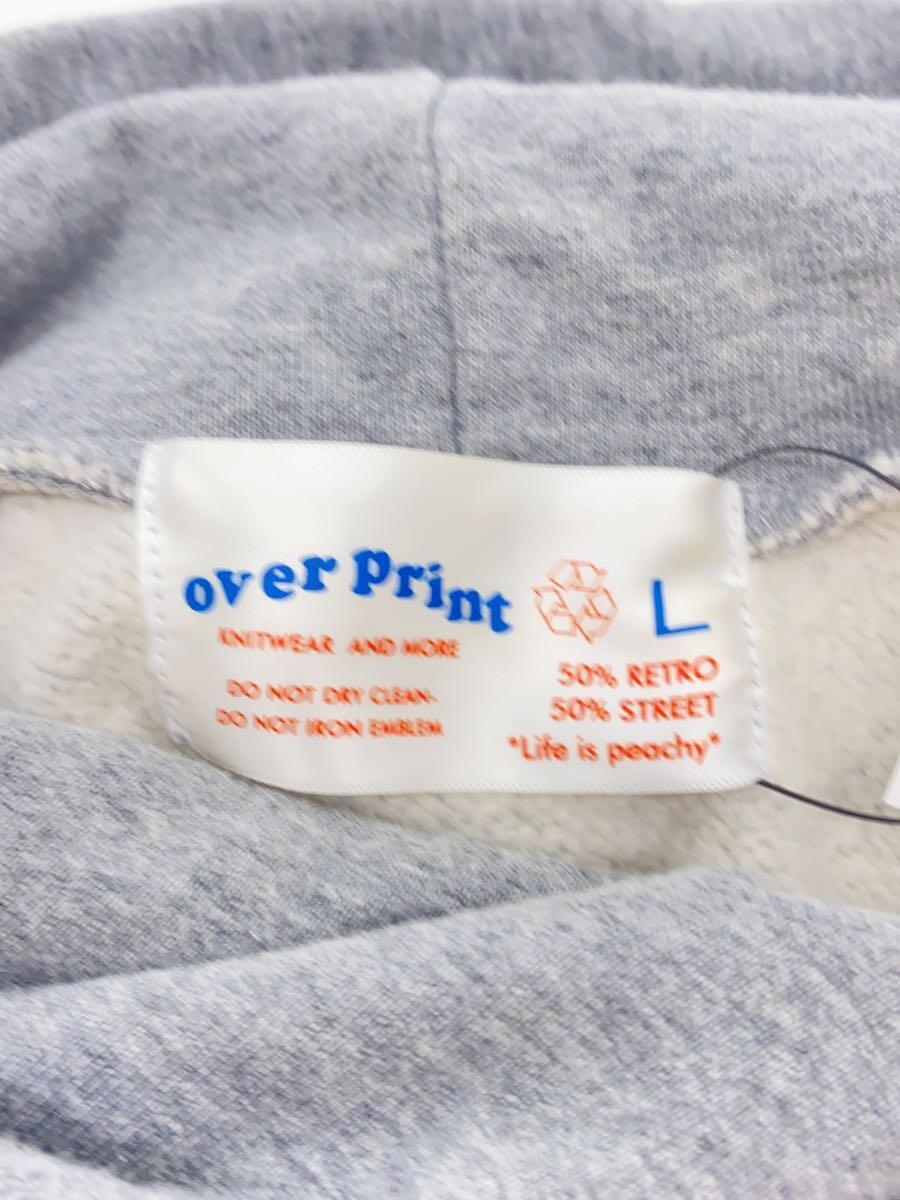 over print L
KNITWEAR AND MORE
DO NOT DRY CLEAN-
DO NOT IRON EMBLEM
50% RETRO
50% STREET
"Life is peachy"